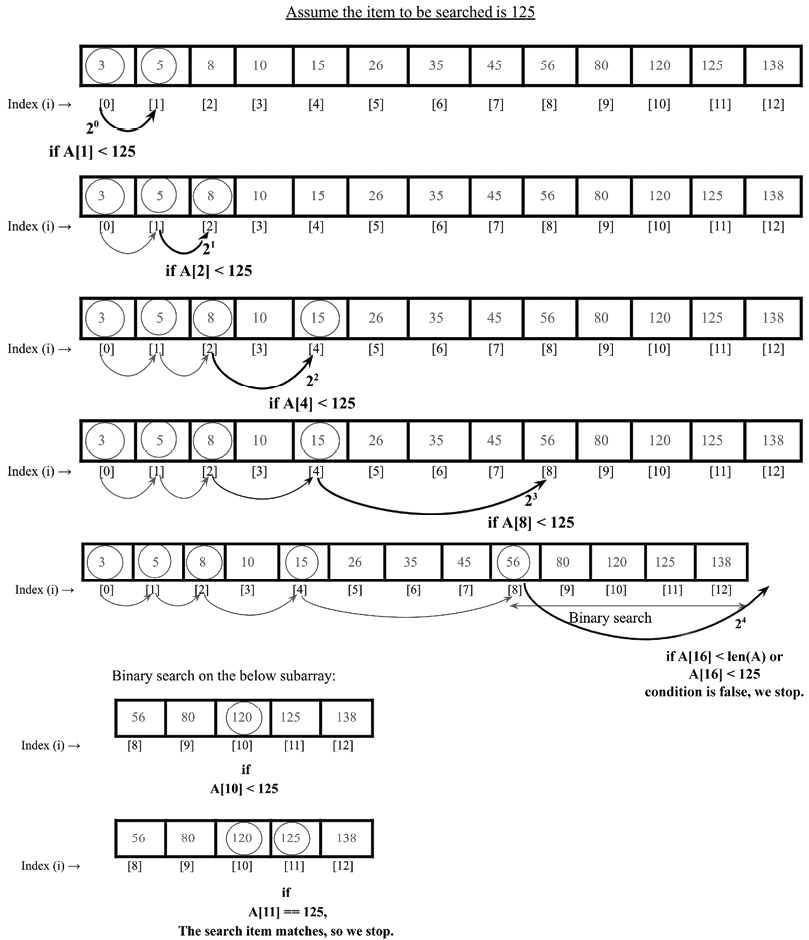 Assume the item to be searched is 125
3 5 8 10 15 26 35 45 56 80 120 125 138
Index (i) → [0] [1] [2] [3] [4] [5] [6] [7] [8] [9] [10] [11] [12]
2⁰
if A[1] < 125
3 5 8 10 15 26 35 45 56 80 120 125 138
Index (i) → [0] [1] [2] [3] [4] [5] [6] [7] [8] [9] [10] [11] [12]
2¹
if A[2] < 125
3 5 8 10 15 26 35 45 56 80 120 125 138
Index (i) → [0] [1] [2] [3] [4] [5] [6] [7] [8] [9] [10] [11] [12]
2²
if A[4] < 125
3 5 8 10 15 26 35 45 56 80 120 125 138
Index (i) → [0] [1] [2] [3] [4] [5] [6] [7] [8] [9] [10] [11] [12]
2³
if A[8] < 125
3 5 8 10 15 26 35 45 56 80 120 125 138
Index (i) → [0] [1] [2] [3] [4] [5] [6] [7] [8] [9] [10] [11] [12]
Binary search
2⁴
if A[16] < len(A) or
A[16] < 125
condition is false, we stop.
Binary search on the below subarray:
56 80 120 125 138
Index (i) → [8] [9] [10] [11] [12]
if
A[10] < 125
56 80 120 125 138
Index (i) → [8] [9] [10] [11] [12]
if
A[11] == 125,
The search item matches, so we stop.